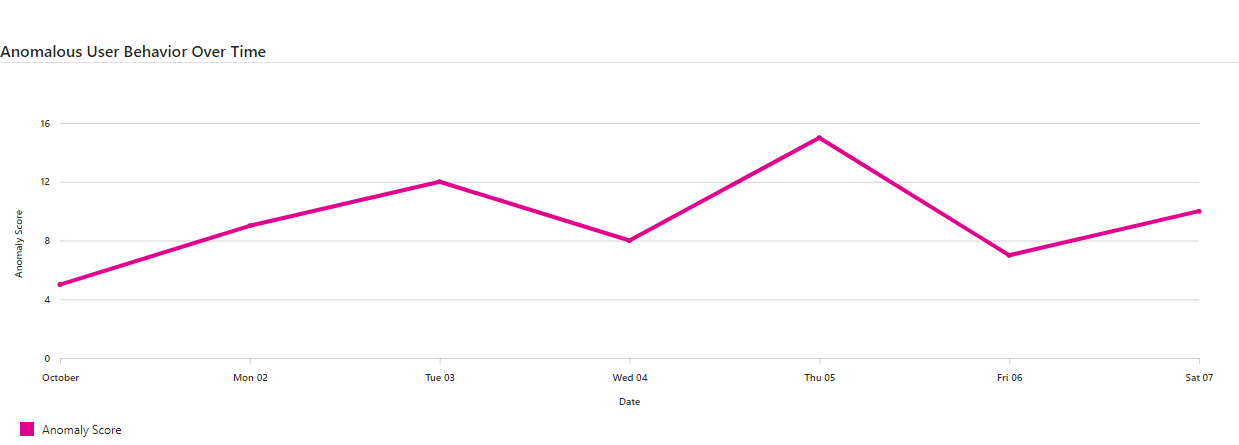 Anomalous User Behavior Over Time
16
12
8
4
0
Anomaly Score
October Mon 02 Tue 03 Wed 04 Thu 05 Fri 06 Sat 07
Date
Anomaly Score